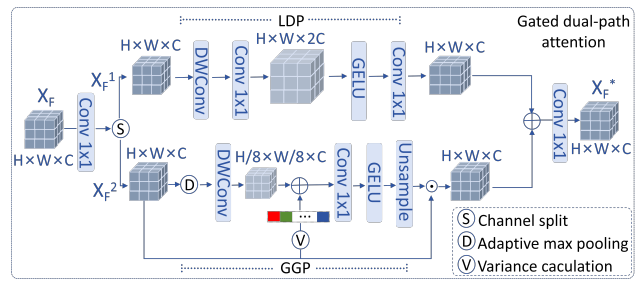 LDP
Gated dual-path
attention
H×W×C
X_F^1
DWConv
Conv 1x1
H×W×2C
GELU
Conv 1x1
H×W×C
X_F
Conv 1x1
S
H×W×C
X_F^*
Conv 1x1
H×W×C
X_F^2
H×W×C
D
DWConv
H/8×W/8×C
Conv 1x1
GELU
Unsample
H×W×C
...
V
GGP
S Channel split
D Adaptive max pooling
V Variance caculation